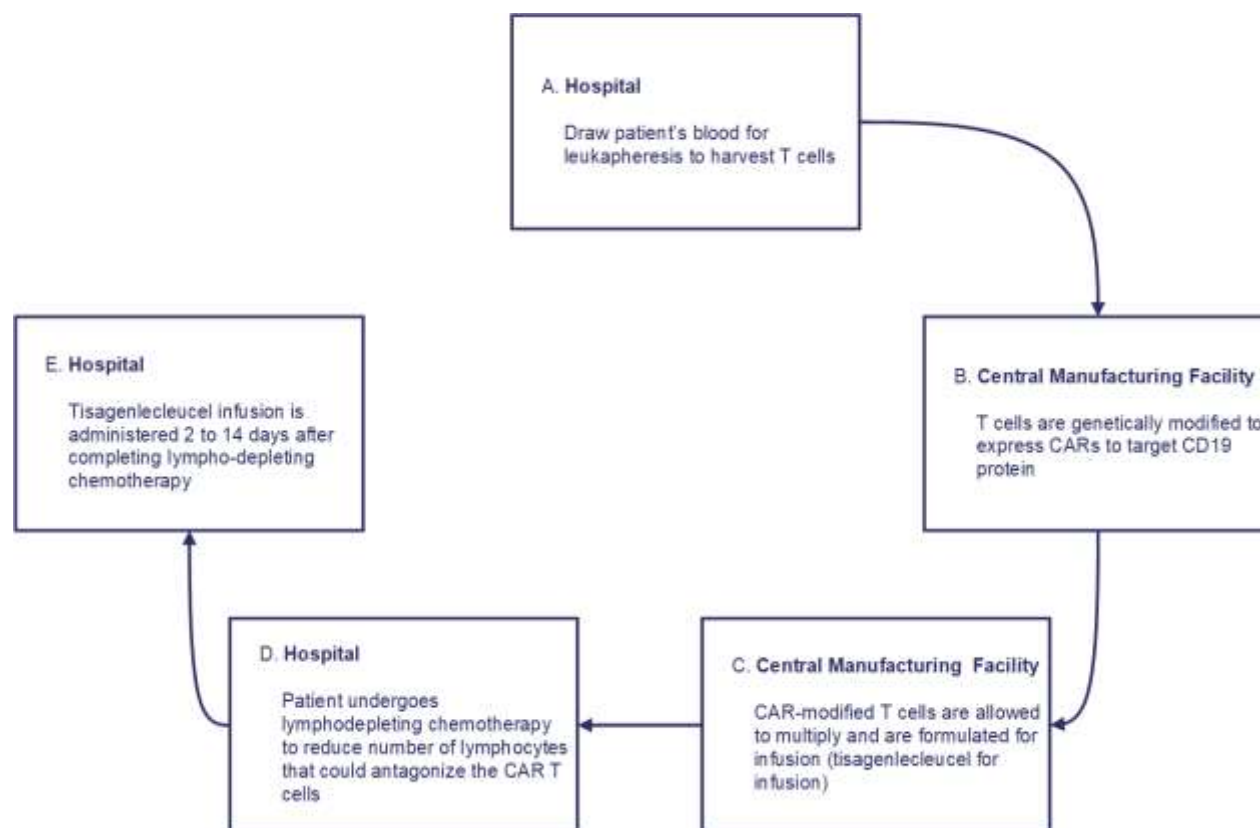 A. Hospital
Draw patient's blood for
leukapheresis to harvest T cells
B. Central Manufacturing Facility
T cells are genetically modified to
express CARs to target CD19
protein
C. Central Manufacturing Facility
CAR-modified T cells are allowed
to multiply and are formulated for
infusion (tisagenlecleucel for
infusion)
D. Hospital
Patient undergoes
lymphodepleting chemotherapy
to reduce number of lymphocytes
that could antagonize the CAR T
cells
E. Hospital
Tisagenlecleucel infusion is
administered 2 to 14 days after
completing lympho-depleting
chemotherapy